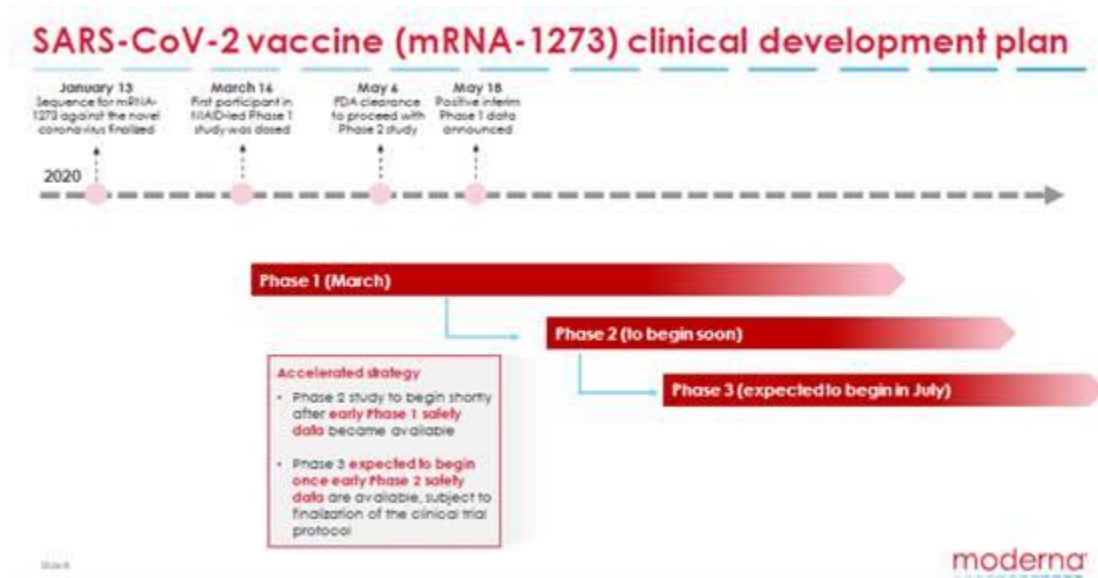 SARS-CoV-2 vaccine (mRNA-1273) clinical development plan
January 13
Sequence for mRNA-
1273 against the novel
coronavirus finalized
March 16
First participant in
NIAID-led Phase 1
study was dosed
May 6
FDA clearance
to proceed with
Phase 2 study
May 18
Positive interim
Phase 1 data
announced
2020
Phase 1 (March)
Phase 2 (to begin soon)
Phase 3 (expected to begin in July)
Accelerated strategy
• Phase 2 study to begin shortly
after early Phase 1 safety
data became available
• Phase 3 expected to begin
once early Phase 2 safety
data are available, subject to
finalization of the clinical trial
protocol
moderna